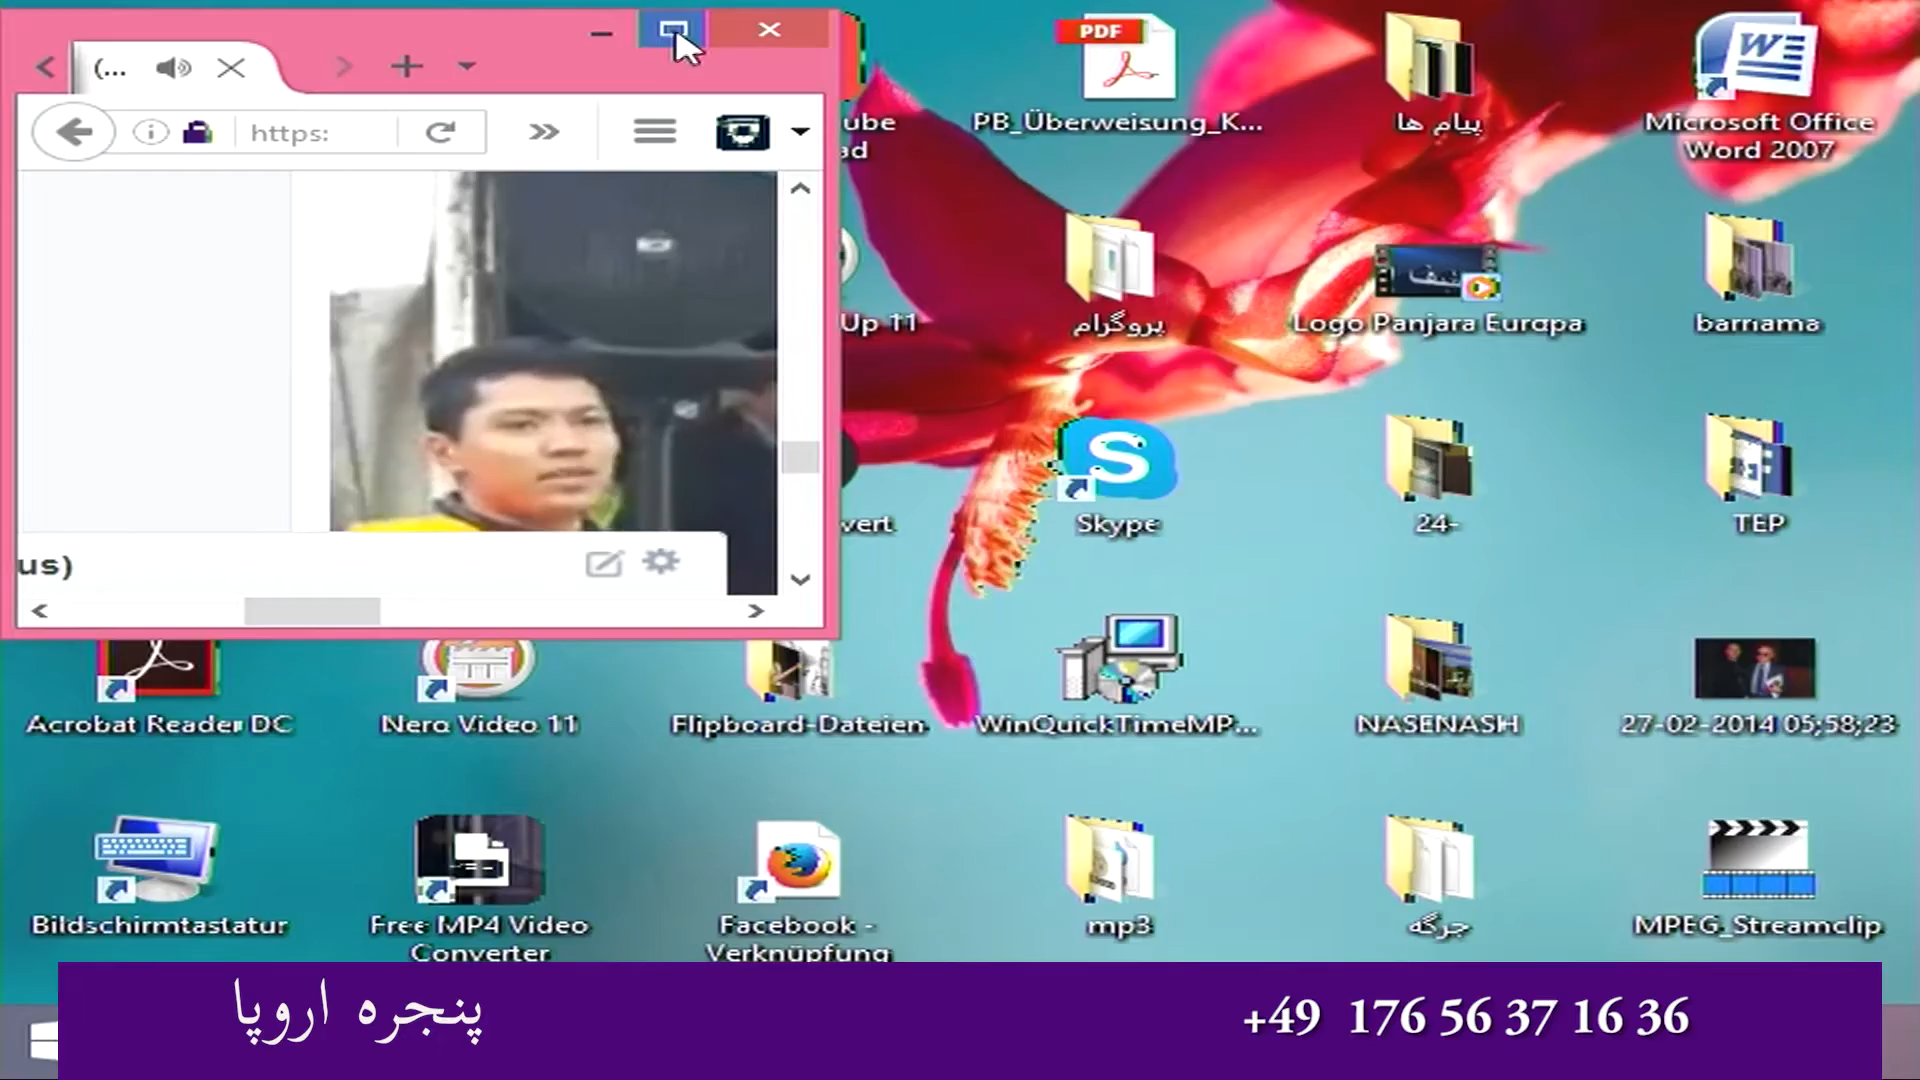 (...
https:
us)
ube
ad
PDF
PB_Überweisung_K...
پیام ها
Microsoft Office
Word 2007
Up 11
پروگرام
Logo Panjara Europa
barnama
vert
Skype
24-
TEP
Acrobat Reader DC
Nero Video 11
Flipboard-Dateien
WinQuickTimeMP...
NASENASH
27-02-2014 05;58;23
Bildschirmtastatur
Free MP4 Video
Converter
Facebook -
Verknüpfung
mp3
جرگه
MPEG_Streamclip
پنجره اروپا
+49 176 56 37 16 36